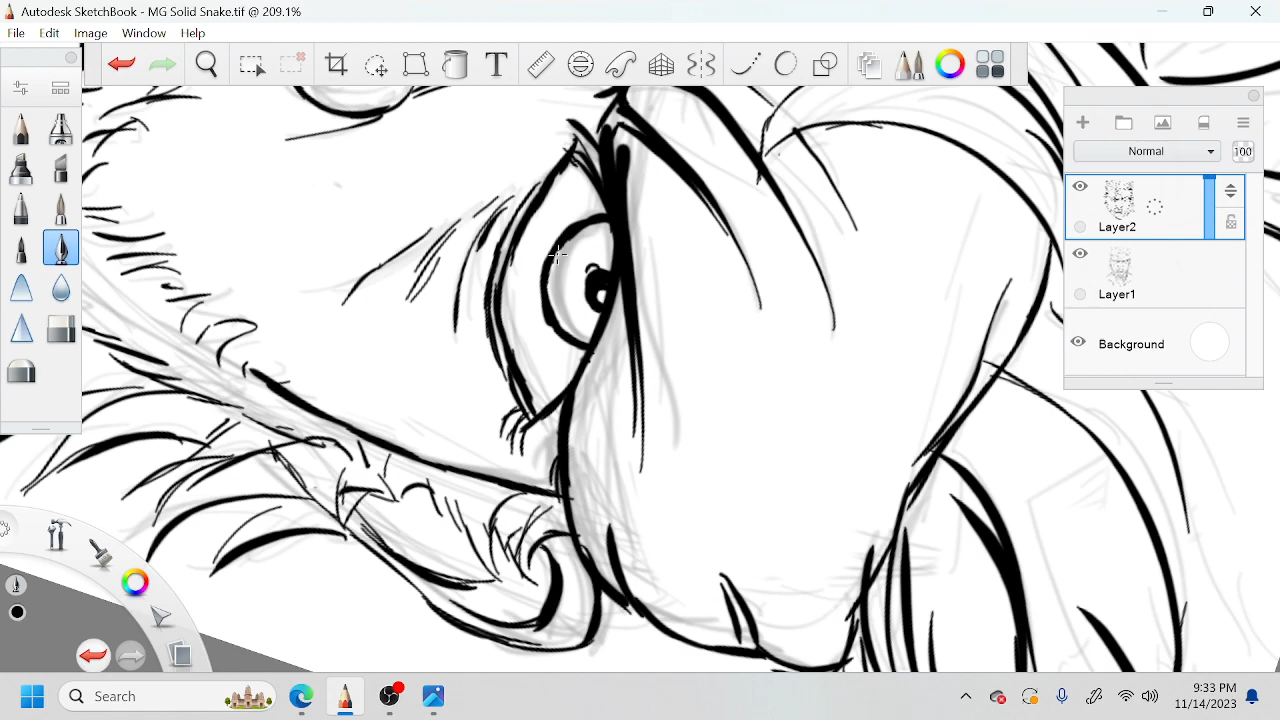 Autodesk SketchBook - MG Solid Snake.tif @ 209.1%
File Edit Image Window Help
T
Normal
100
Layer2
Layer1
Background
Search
9:33 PM
11/14/2023